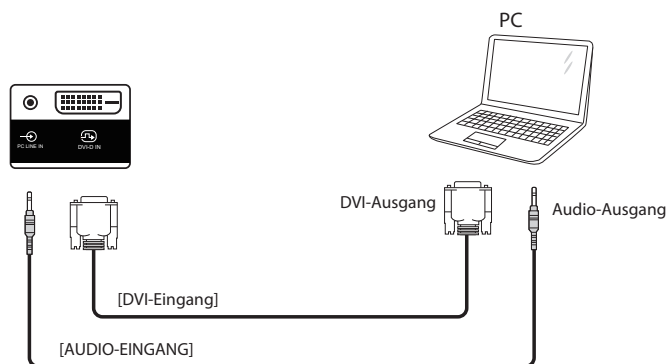 PC
PC LINE IN
DVI-D IN
DVI-Ausgang
Audio-Ausgang
[DVI-Eingang]
[AUDIO-EINGANG]